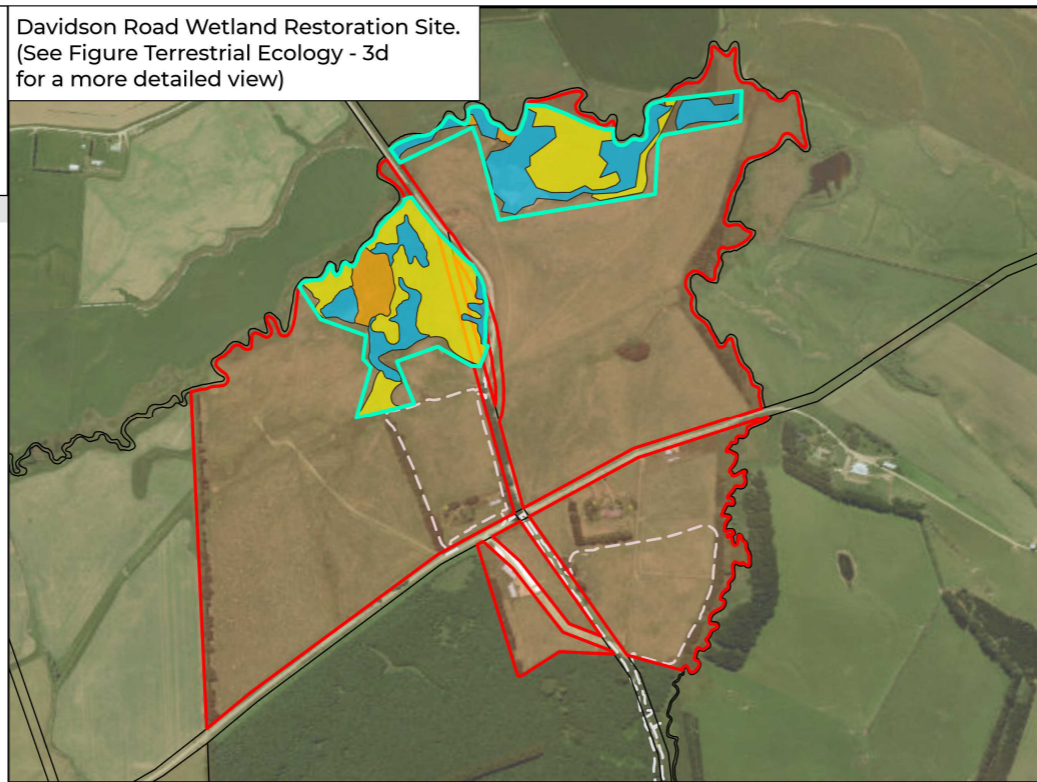 Davidson Road Wetland Restoration Site.
(See Figure Terrestrial Ecology - 3d
for a more detailed view)